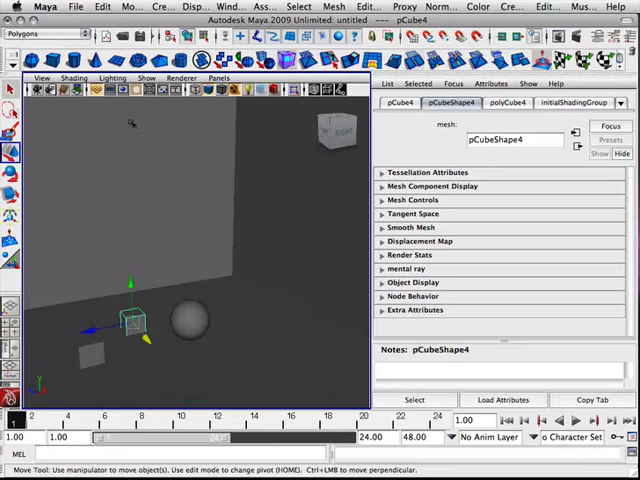 Maya File Edit Cre... Disp... Win... Ass... Select Mesh Edit ... Proxy Norm... Color Cr...
Autodesk Maya 2009 Unlimited: untitled --- pCube4
Polygons
View Shading Lighting Show Renderer Panels
List Selected Focus Attributes Show Help
pCube4 pCubeShape4 polyCube4 initialShadingGroup
RIGHT
mesh: Focus
pCubeShape4 Presets
Show Hide
Tessellation Attributes
Mesh Component Display
Mesh Controls
Tangent Space
Smooth Mesh
Displacement Map
Render Stats
mental ray
Object Display
Node Behavior
Extra Attributes
Notes: pCubeShape4
y
Select Load Attributes Copy Tab
1 2 4 6 8 10 12 14 16 18 20 22 24 1.00
1.00 1.00 24.00 48.00 No Anim Layer o Character Set
MEL
Move Tool: Use manipulator to move object(s). Use edit mode to change pivot (HOME). Ctrl+LMB to move perpendicular.